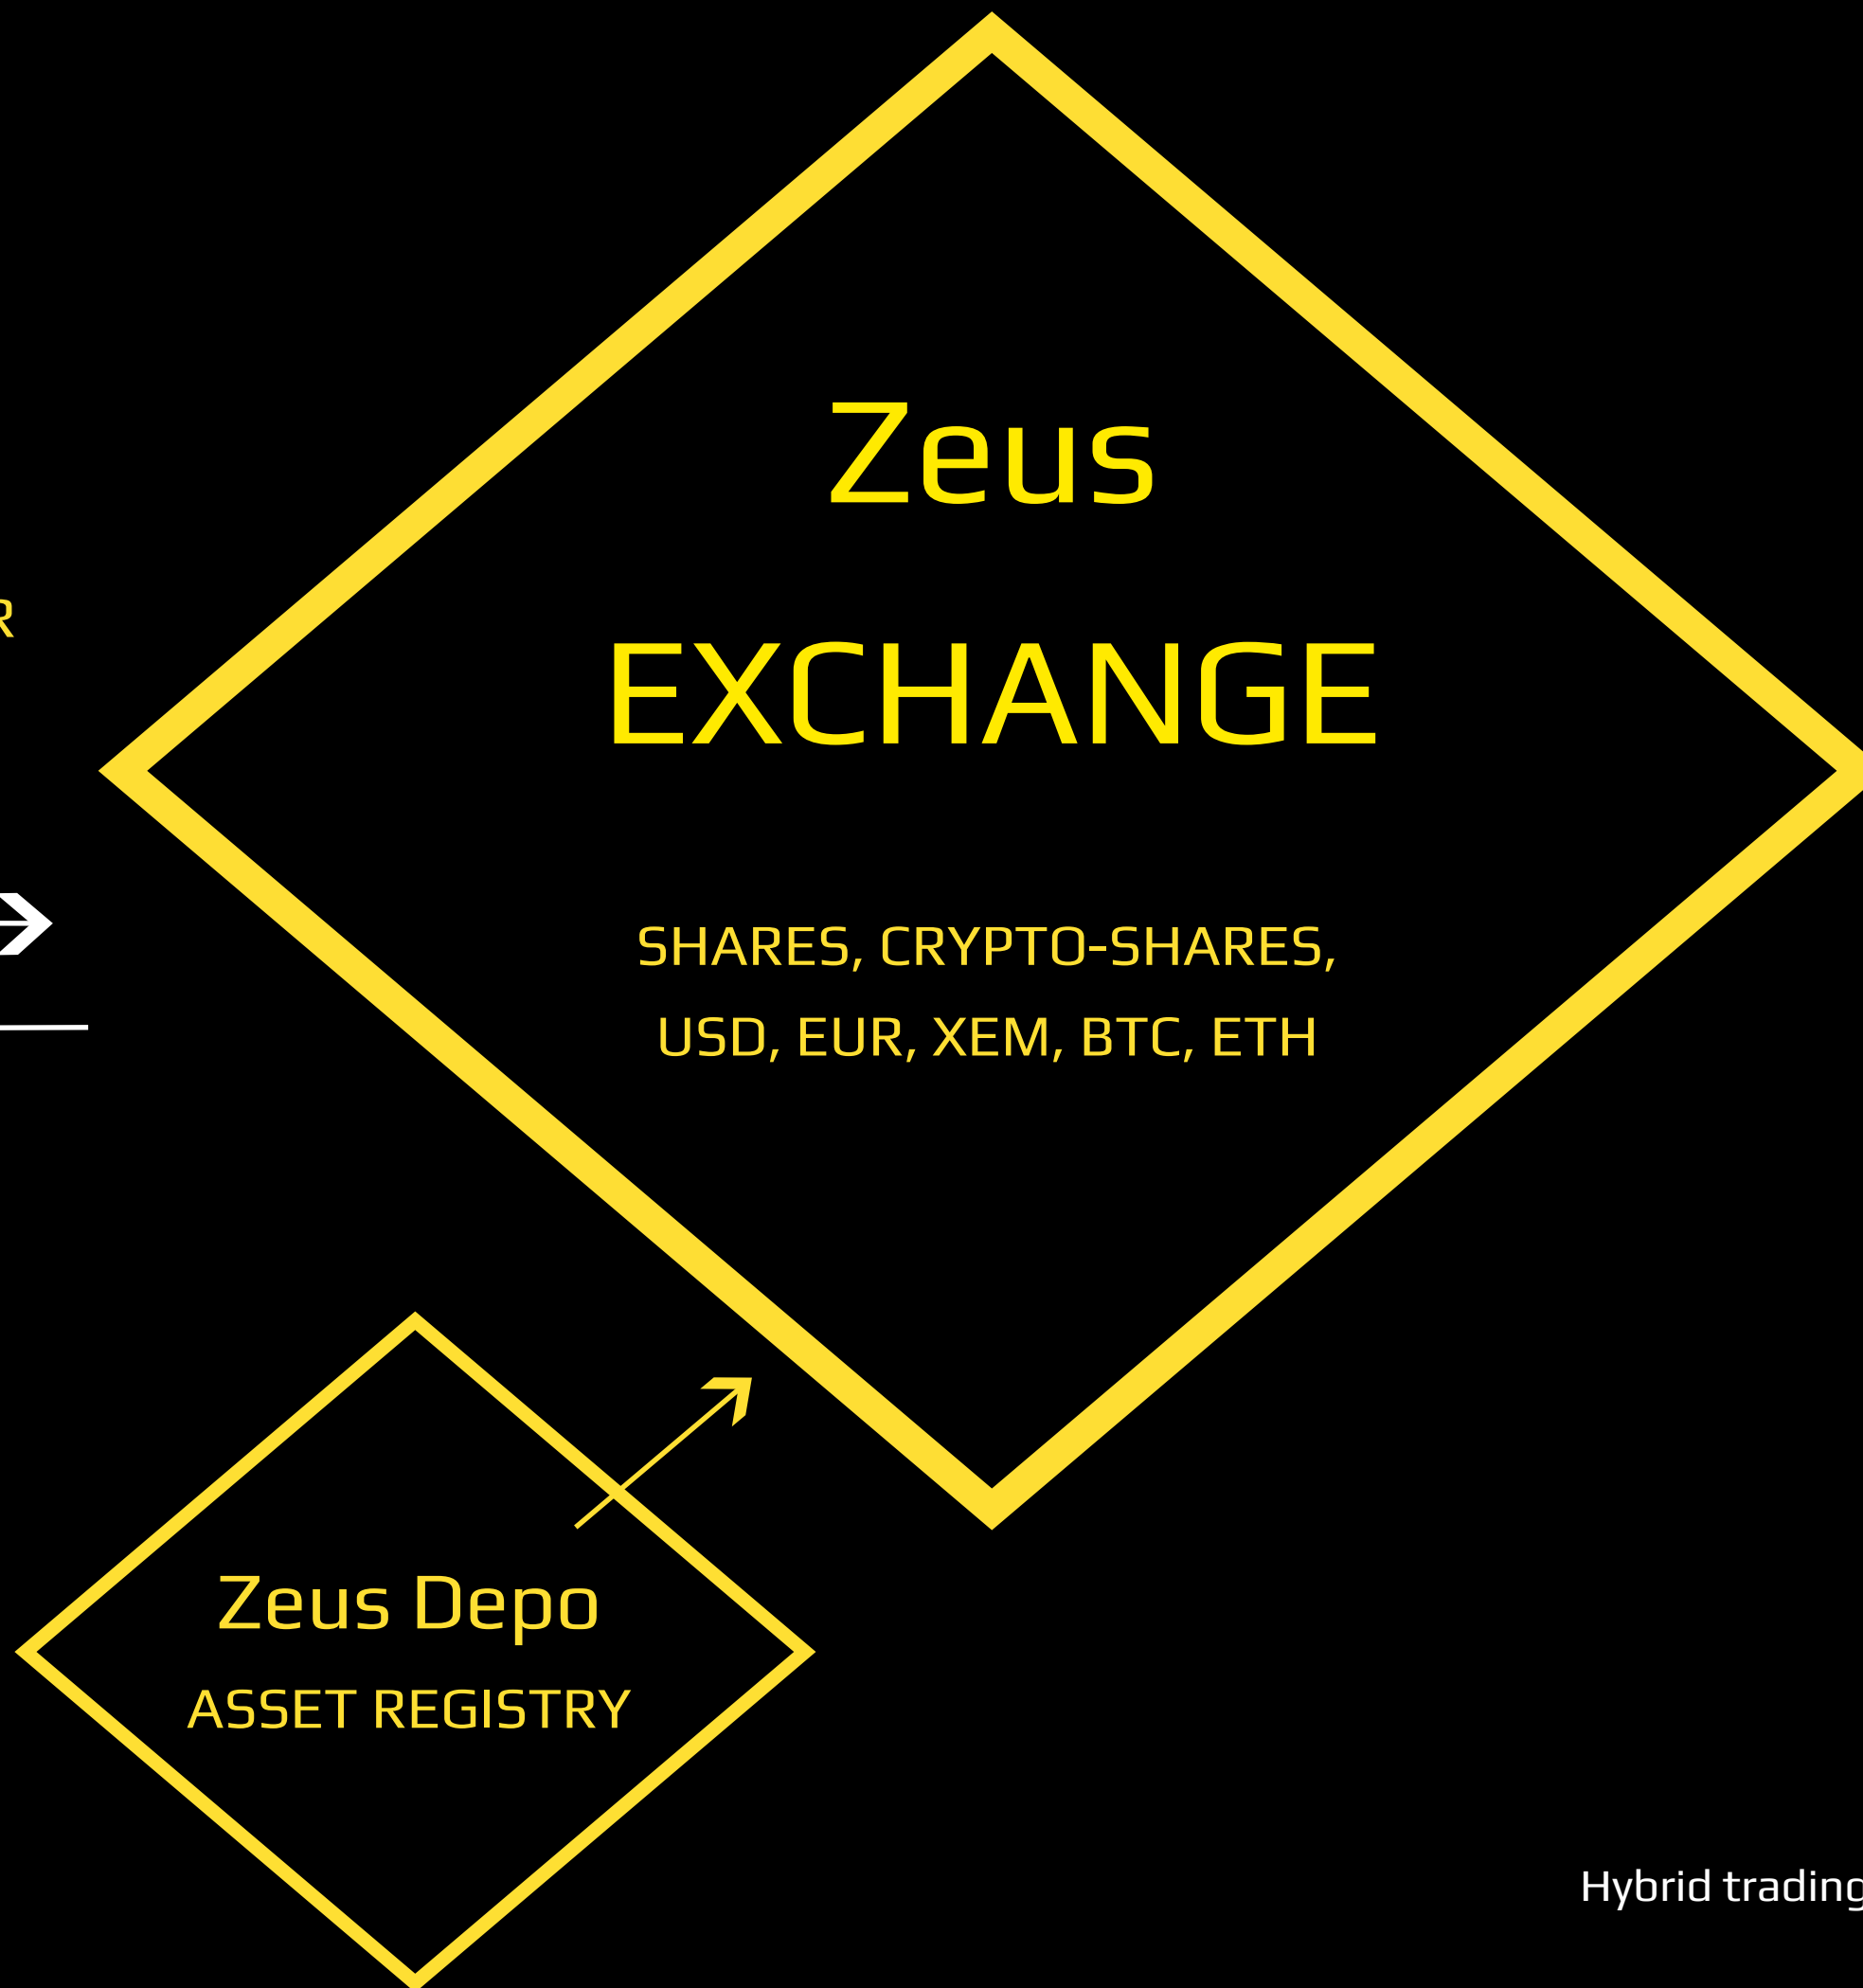 Zeus
EXCHANGE
SHARES, CRYPTO-SHARES,
USD, EUR, XEM, BTC, ETH
Zeus Depo
ASSET REGISTRY
Hybrid trading